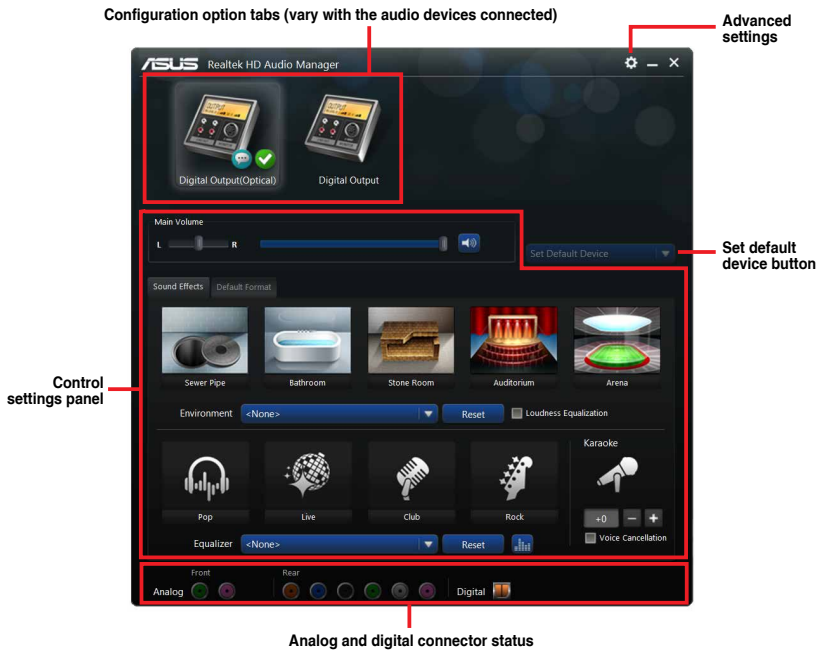 Configuration option tabs (vary with the audio devices connected)
Advanced
settings
ASUS Realtek HD Audio Manager
Digital Output(Optical)
Digital Output
Main Volume
L
R
Set Default Device
Set default
device button
Sound Effects
Default Format
Sewer Pipe
Bathroom
Stone Room
Auditorium
Arena
Control
settings panel
Environment
<None>
Reset
Loudness Equalization
Karaoke
Pop
Live
Club
Rock
+0
Equalizer
<None>
Reset
Voice Cancellation
Front
Rear
Analog
Digital
Analog and digital connector status